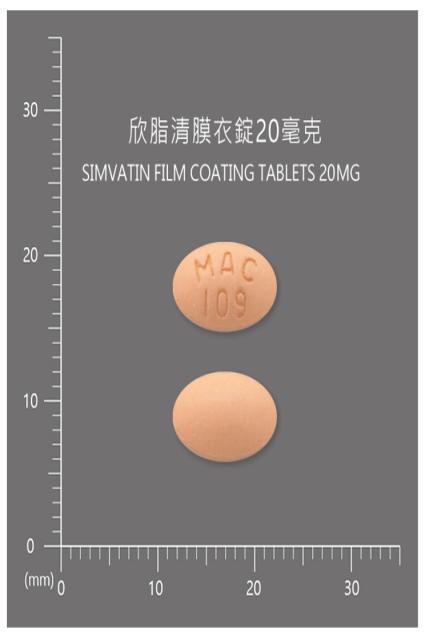 欣脂清膜衣錠20毫克
SIMVATIN FILM COATING TABLETS 20MG
30
20
10
0
MAC
109
(mm) 0 10 20 30